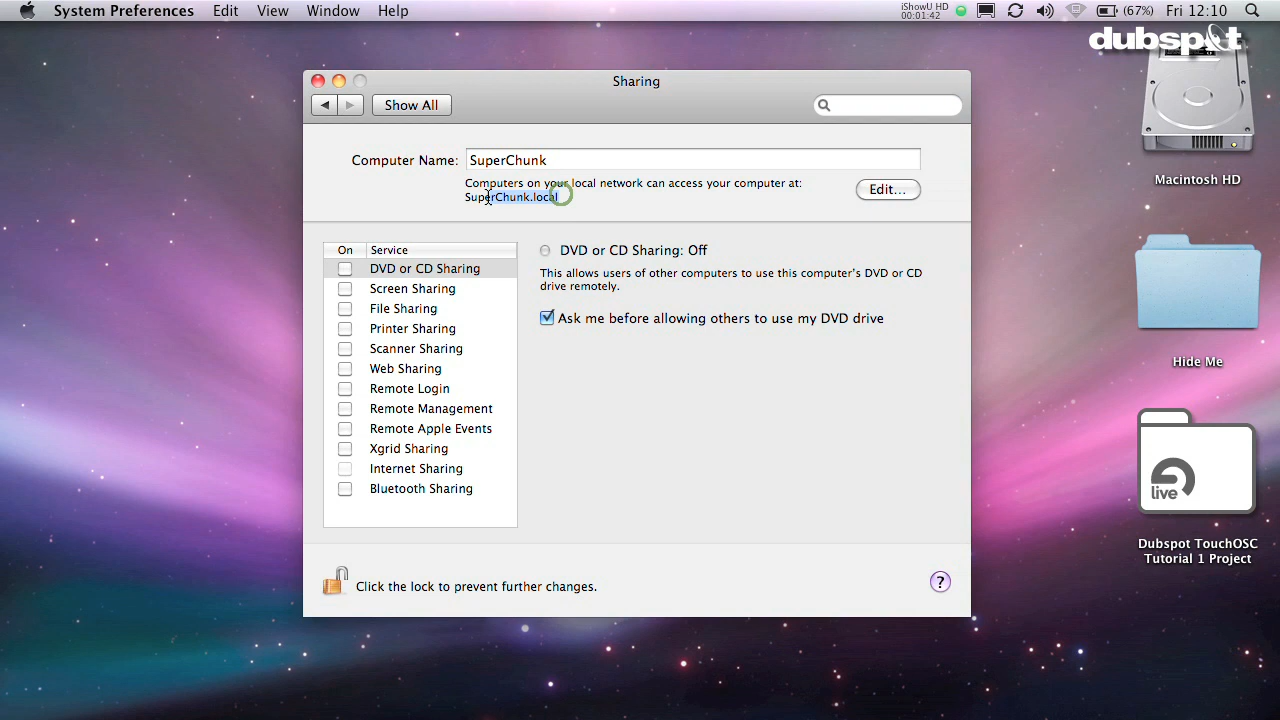 System Preferences Edit View Window Help
iShowU HD
00:01:42
(67%) Fri 12:10
dubspot
Sharing
Show All
Computer Name: SuperChunk
Computers on your local network can access your computer at:
SuperChunk.local
Edit...
On Service
DVD or CD Sharing
Screen Sharing
File Sharing
Printer Sharing
Scanner Sharing
Web Sharing
Remote Login
Remote Management
Remote Apple Events
Xgrid Sharing
Internet Sharing
Bluetooth Sharing
DVD or CD Sharing: Off
This allows users of other computers to use this computer's DVD or CD
drive remotely.
Ask me before allowing others to use my DVD drive
Click the lock to prevent further changes.
?
Macintosh HD
Hide Me
live
Dubspot TouchOSC
Tutorial 1 Project